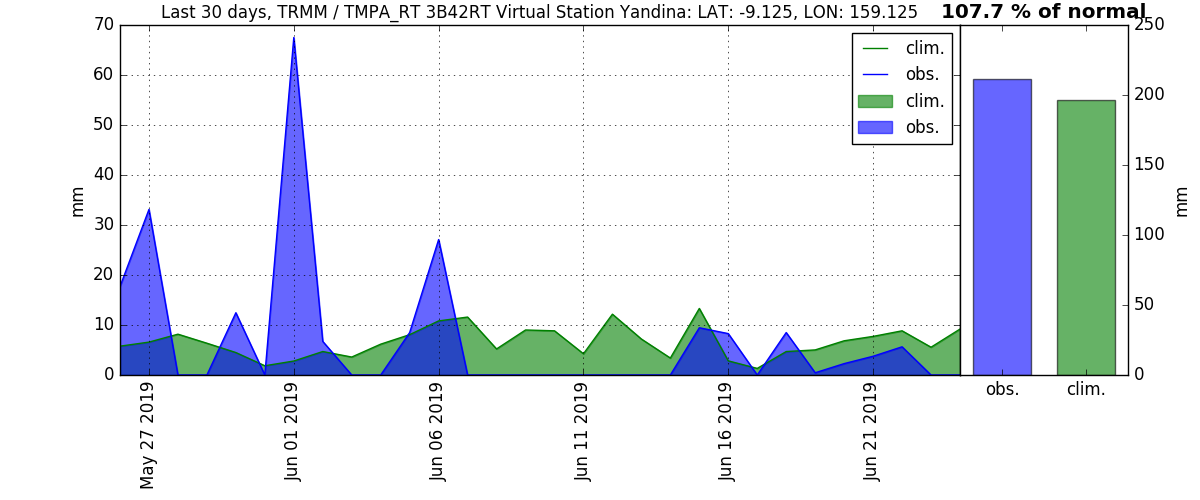 Last 30 days, TRMM / TMPA_RT 3B42RT Virtual Station Yandina: LAT: -9.125, LON: 159.125
107.7 % of normal
70
60
50
40
30
20
10
0
mm
clim.
obs.
clim.
obs.
May 27 2019
Jun 01 2019
Jun 06 2019
Jun 11 2019
Jun 16 2019
Jun 21 2019
250
200
150
100
50
0
mm
obs.
clim.